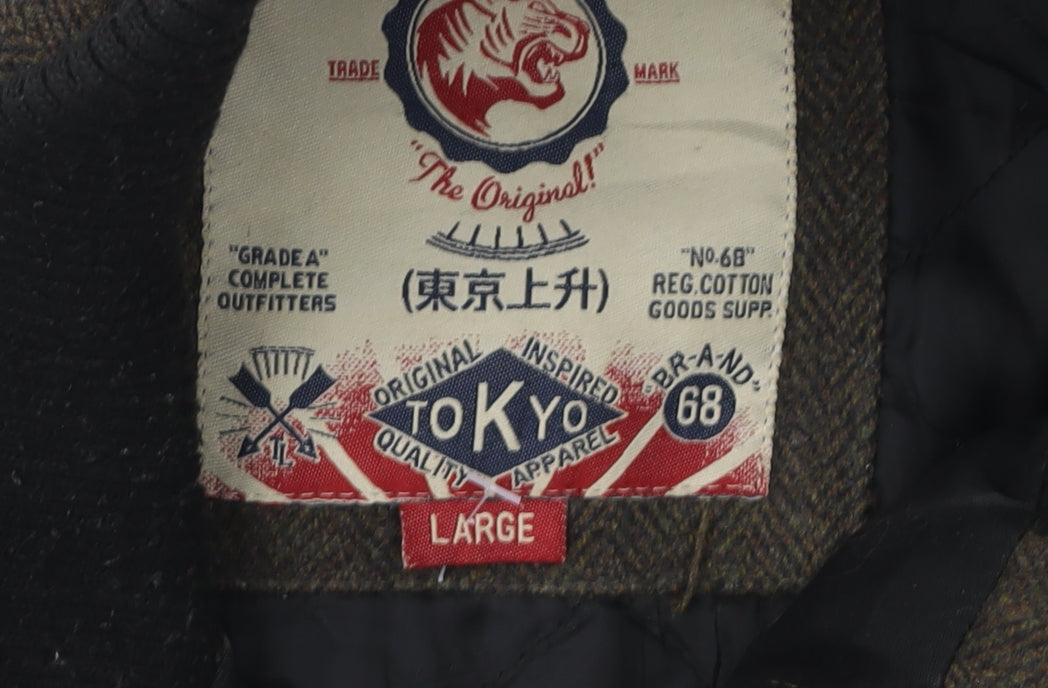 TRADE MARK
"The Original!"
"GRADE A"
COMPLETE
OUTFITTERS
(東京上升)
"No.68"
REG. COTTON
GOODS SUPP.
ORIGINAL INSPIRED
TOKYO
QUALITY APPAREL
"BR-A-ND"
68
TL
LARGE